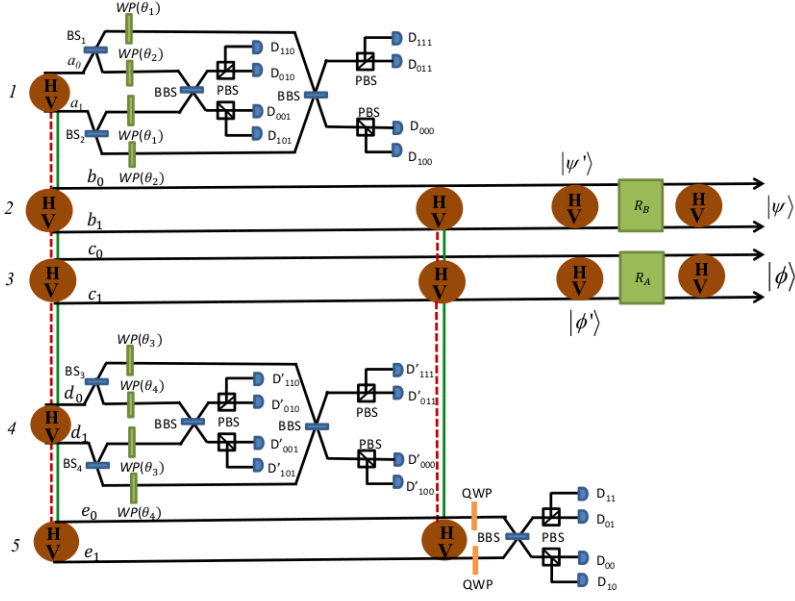 WP(θ₁)
BS₁
WP(θ₂)
D₁₁₁
a₀
D₁₁₀
D₀₁₀
D₀₁₁
PBS
1
H V
BBS
PBS
BBS
PBS
a₁
D₀₀₁
D₀₀₀
BS₂
WP(θ₁)
D₁₀₁
D₁₀₀
WP(θ₂)
b₀
|ψ'⟩
2
H V
H V
H V
R_B
H V
|ψ⟩
b₁
c₀
3
H V
H V
H V
R_A
H V
|ϕ⟩
c₁
|ϕ'⟩
WP(θ₃)
BS₃
WP(θ₄)
D'₁₁₁
d₀
D'₁₁₀
D'₀₁₀
D'₀₁₁
PBS
4
H V
BBS
PBS
BBS
PBS
d₁
D'₀₀₁
D'₀₀₀
BS₄
WP(θ₃)
D'₁₀₁
D'₁₀₀
WP(θ₄)
e₀
QWP
D₁₁
D₀₁
5
H V
H V
BBS
PBS
e₁
D₀₀
QWP
D₁₀